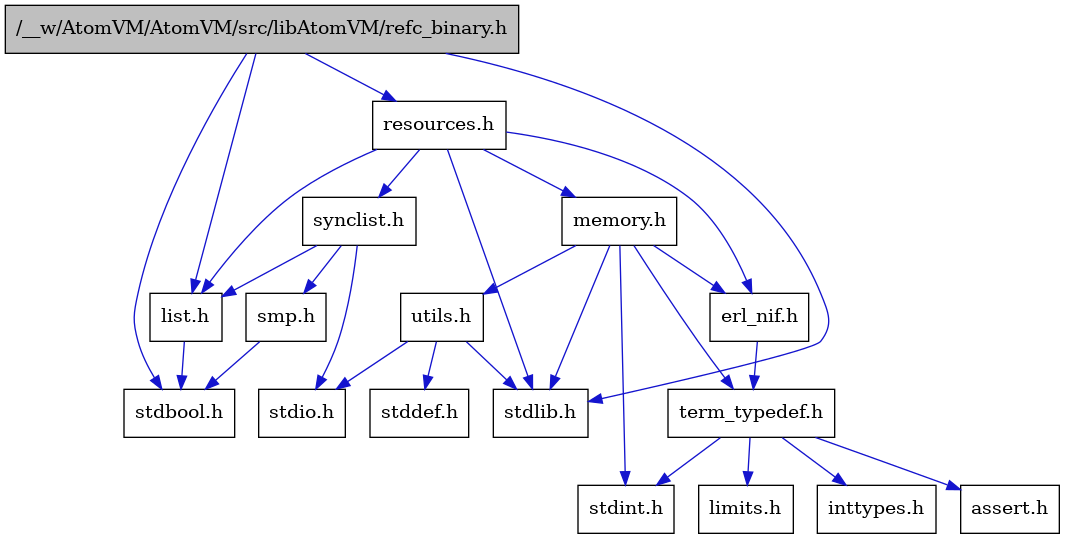 /__w/AtomVM/AtomVM/src/libAtomVM/refc_binary.h
resources.h
synclist.h
memory.h
list.h
smp.h
utils.h
erl_nif.h
stdbool.h
stdio.h
stddef.h
stdlib.h
term_typedef.h
stdint.h
limits.h
inttypes.h
assert.h